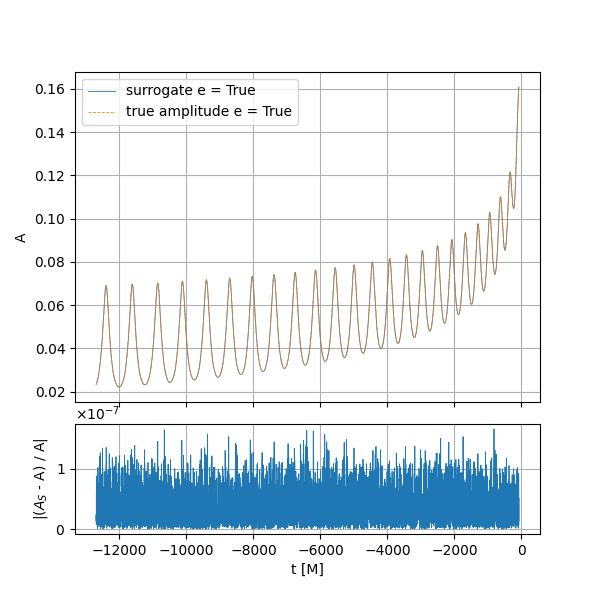 0.16
0.14
0.12
0.10
0.08
0.06
0.04
0.02
A
surrogate e = True
true amplitude e = True
×10⁻⁷
1
0
|(A_S - A) / A|
−12000 −10000 −8000 −6000 −4000 −2000 0
t [M]